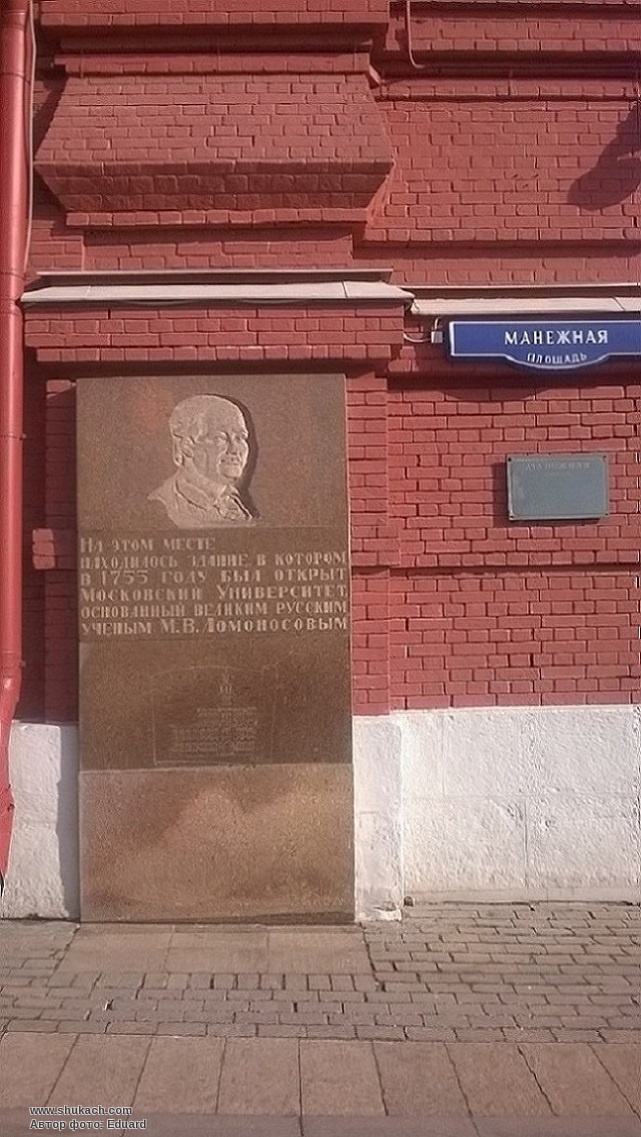 МАНЕЖНАЯ
ПЛОЩАДЬ
На этом месте
находилось здание в котором
в 1755 году был открыт
Московский Университет
основанный великим русским
ученым М.В. Ломоносовым
www.shukach.com
Автор фото: Eduard